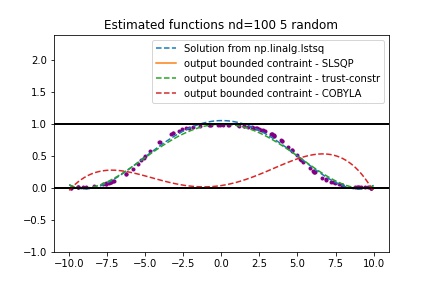 Estimated functions nd=100 5 random
Solution from np.linalg.lstsq
output bounded contraint - SLSQP
output bounded contraint - trust-constr
output bounded contraint - COBYLA
2.0
1.5
1.0
0.5
0.0
−0.5
−1.0
−10.0 −7.5 −5.0 −2.5 0.0 2.5 5.0 7.5 10.0